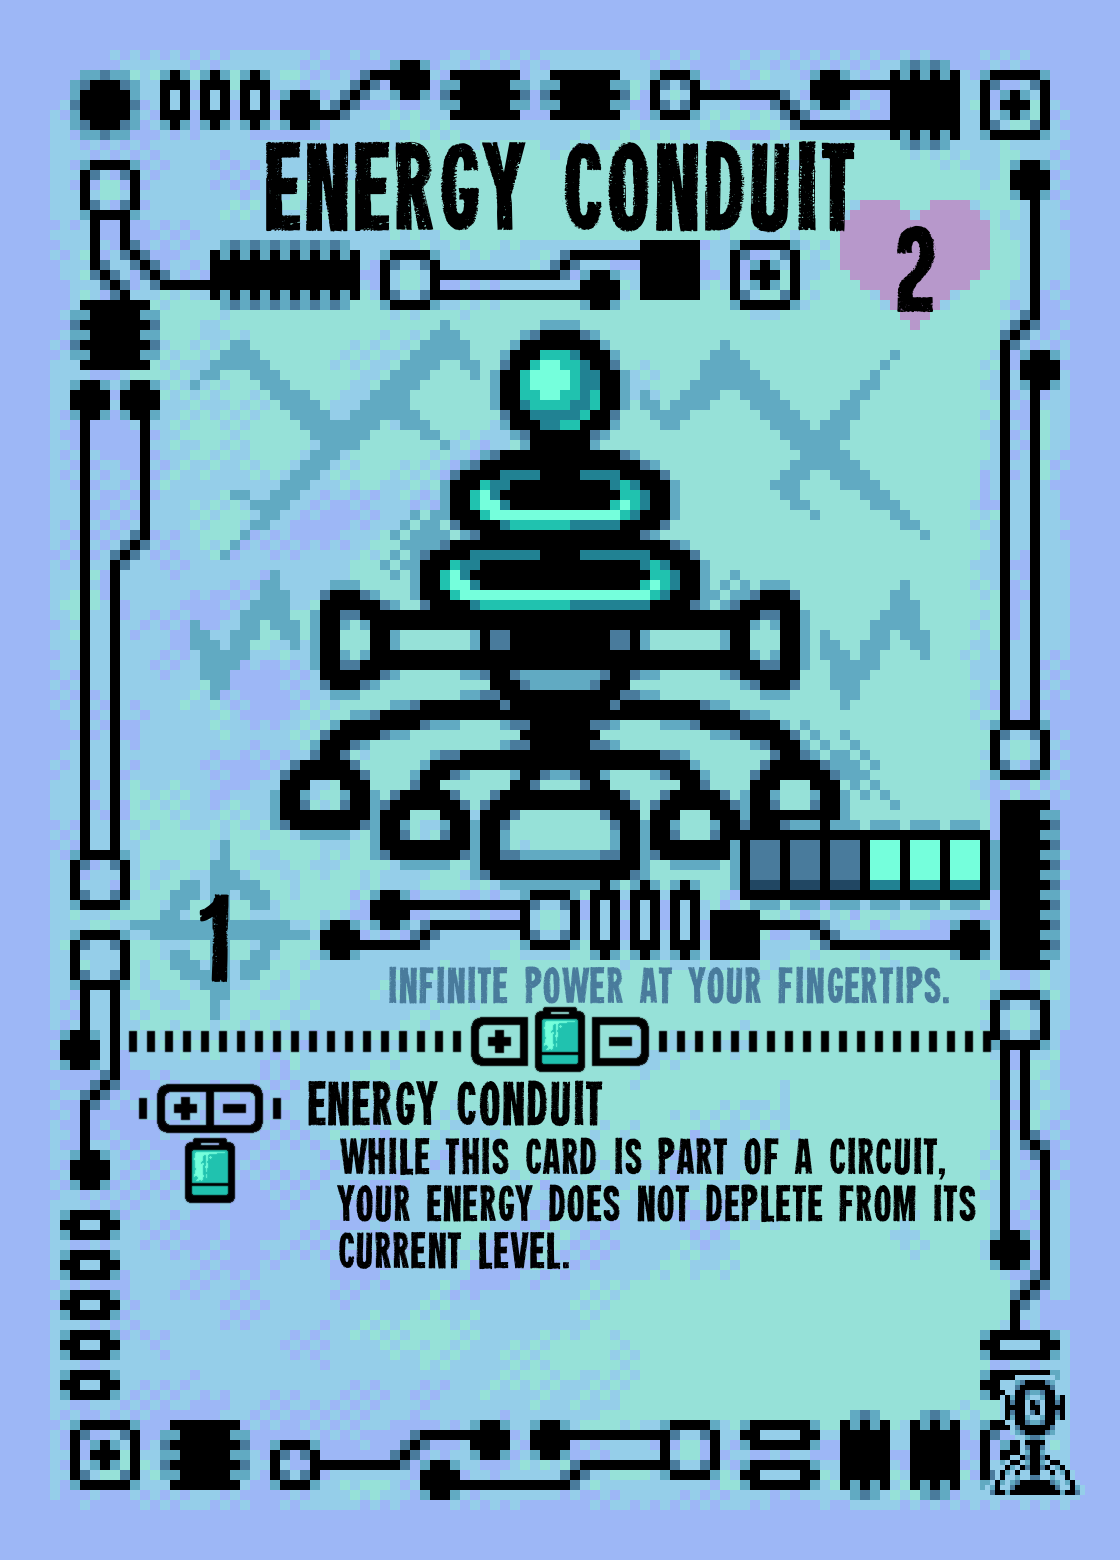 ENERGY CONDUIT
2
1
INFINITE POWER AT YOUR FINGERTIPS.
ENERGY CONDUIT
WHILE THIS CARD IS PART OF A CIRCUIT,
YOUR ENERGY DOES NOT DEPLETE FROM ITS
CURRENT LEVEL.